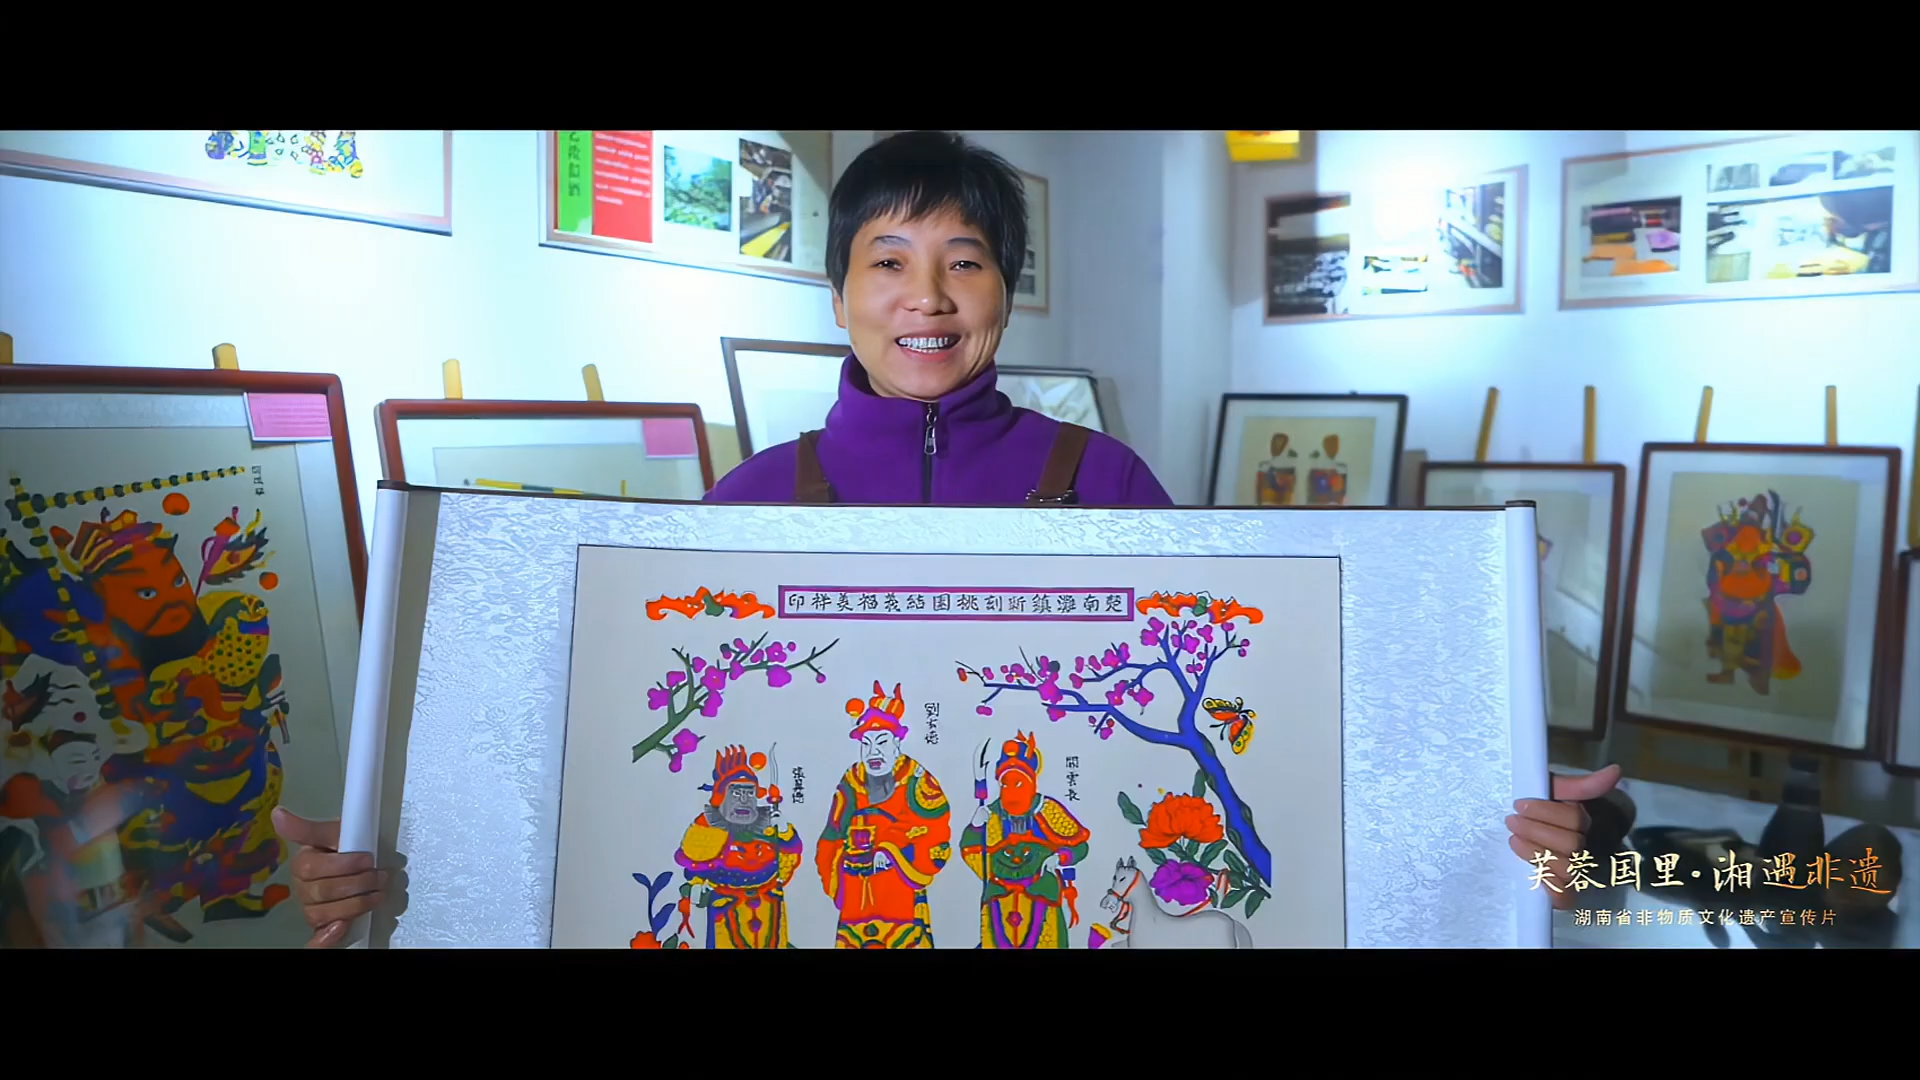 楚南灘鎮新刻桃園結義福美祥印
劉玄德
張翼德
關雲長
芙蓉国里·湘遇非遗
湖南省非物质文化遗产宣传片